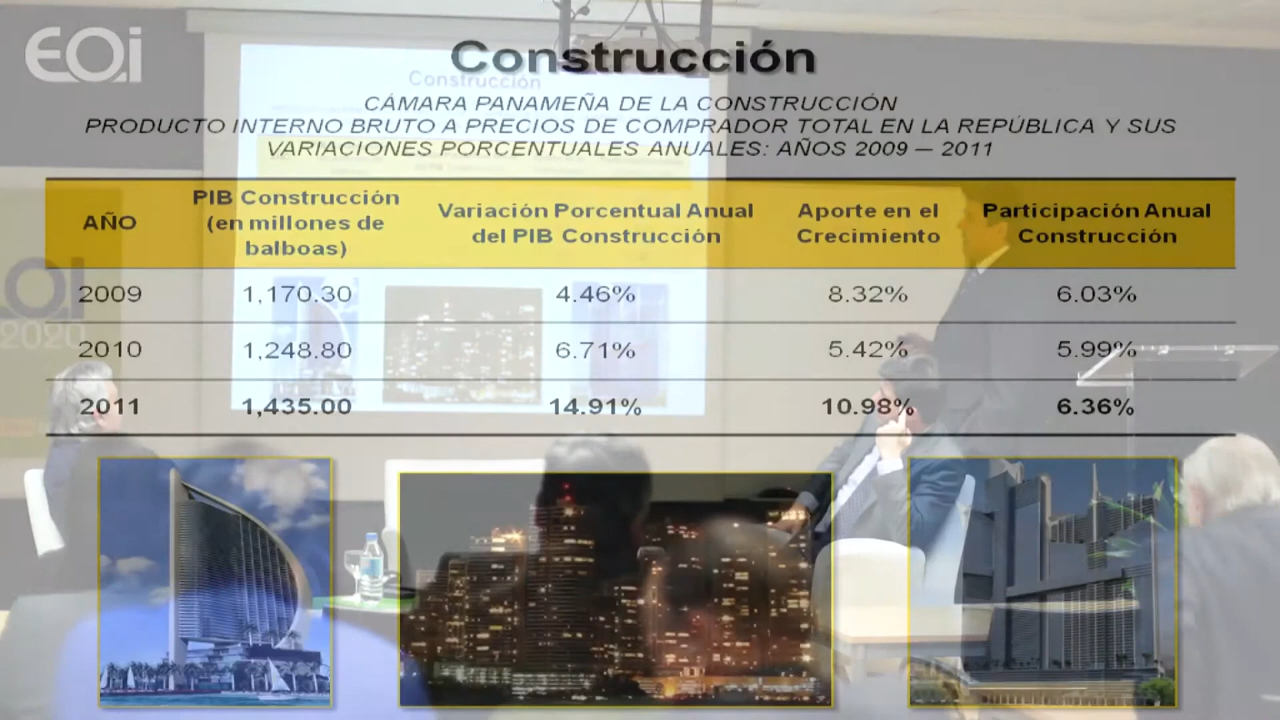 EOi
Construcción
Construcción
CÁMARA PANAMEÑA DE LA CONSTRUCCIÓN
PRODUCTO INTERNO BRUTO A PRECIOS DE COMPRADOR TOTAL EN LA REPÚBLICA Y SUS
VARIACIONES PORCENTUALES ANUALES: AÑOS 2009 – 2011
AÑO PIB Construcción (en millones de balboas) Variación Porcentual Anual del PIB Construcción Aporte en el Crecimiento Participación Anual Construcción
2009 1,170.30 4.46% 8.32% 6.03%
2010 1,248.80 6.71% 5.42% 5.99%
2011 1,435.00 14.91% 10.98% 6.36%
2020